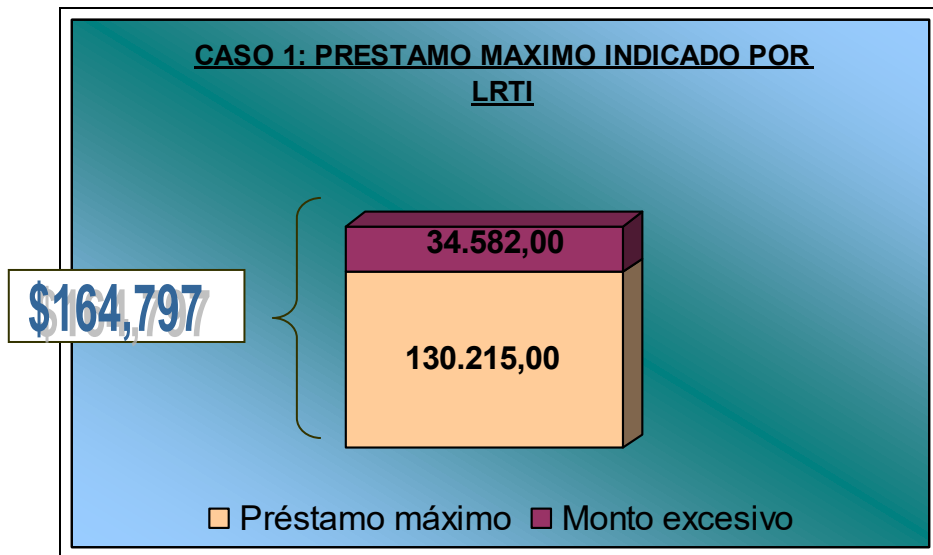 CASO 1: PRESTAMO MAXIMO INDICADO POR
LRTI
34.582,00
$164,797
130.215,00
Préstamo máximo Monto excesivo